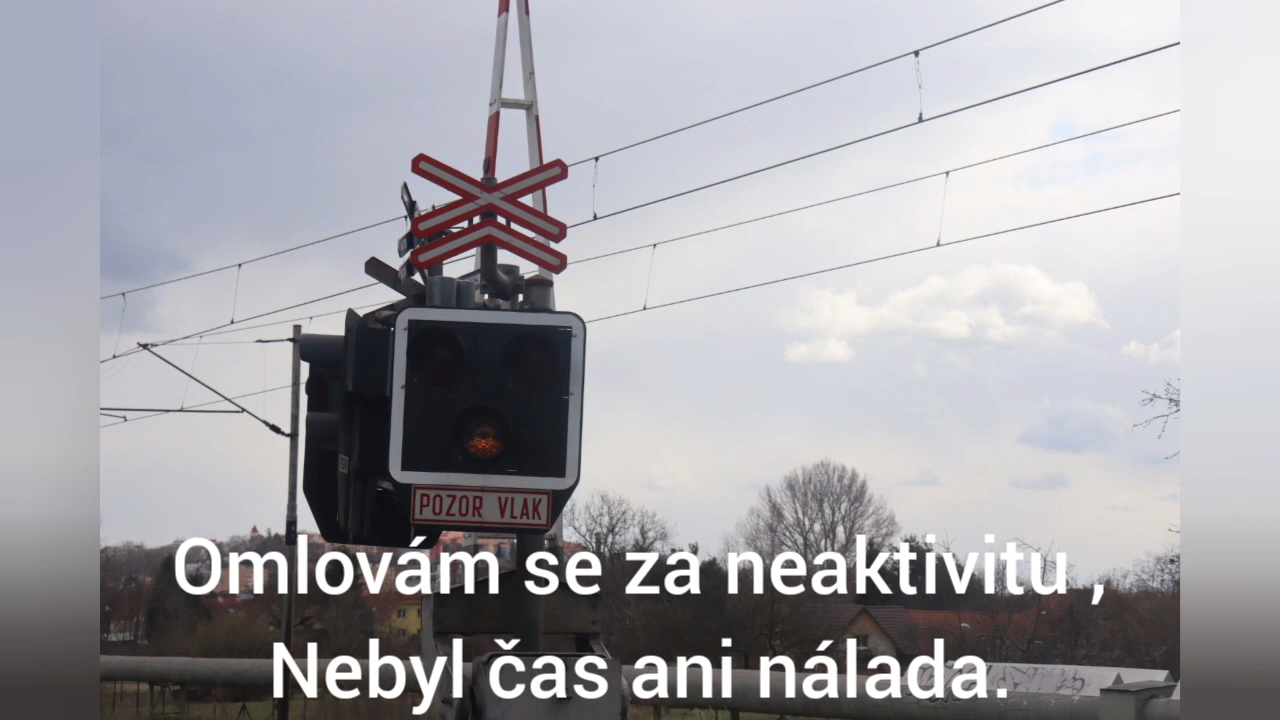 POZOR VLAK
Omlovám se za neaktivitu ,
Nebyl čas ani nálada.